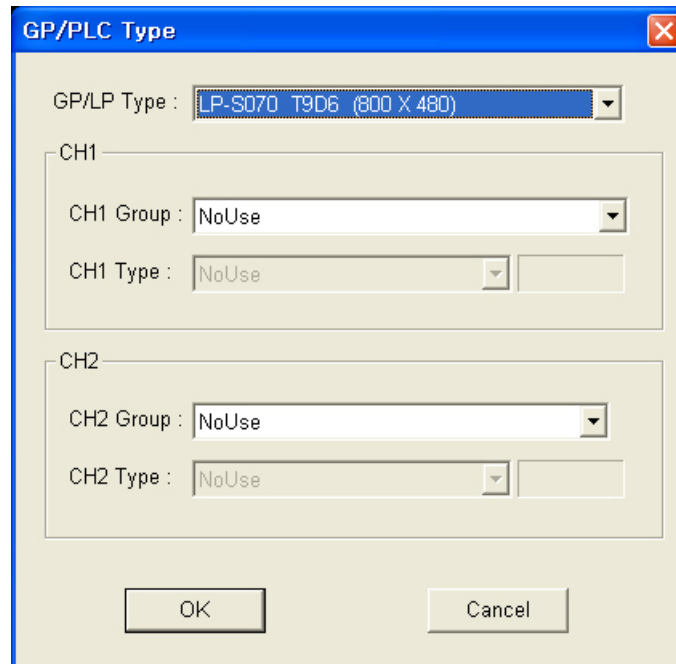 GP/PLC Type
GP/LP Type : LP-S070 T9D6 (800 X 480)
CH1
CH1 Group : NoUse
CH1 Type : NoUse
CH2
CH2 Group : NoUse
CH2 Type : NoUse
OK Cancel